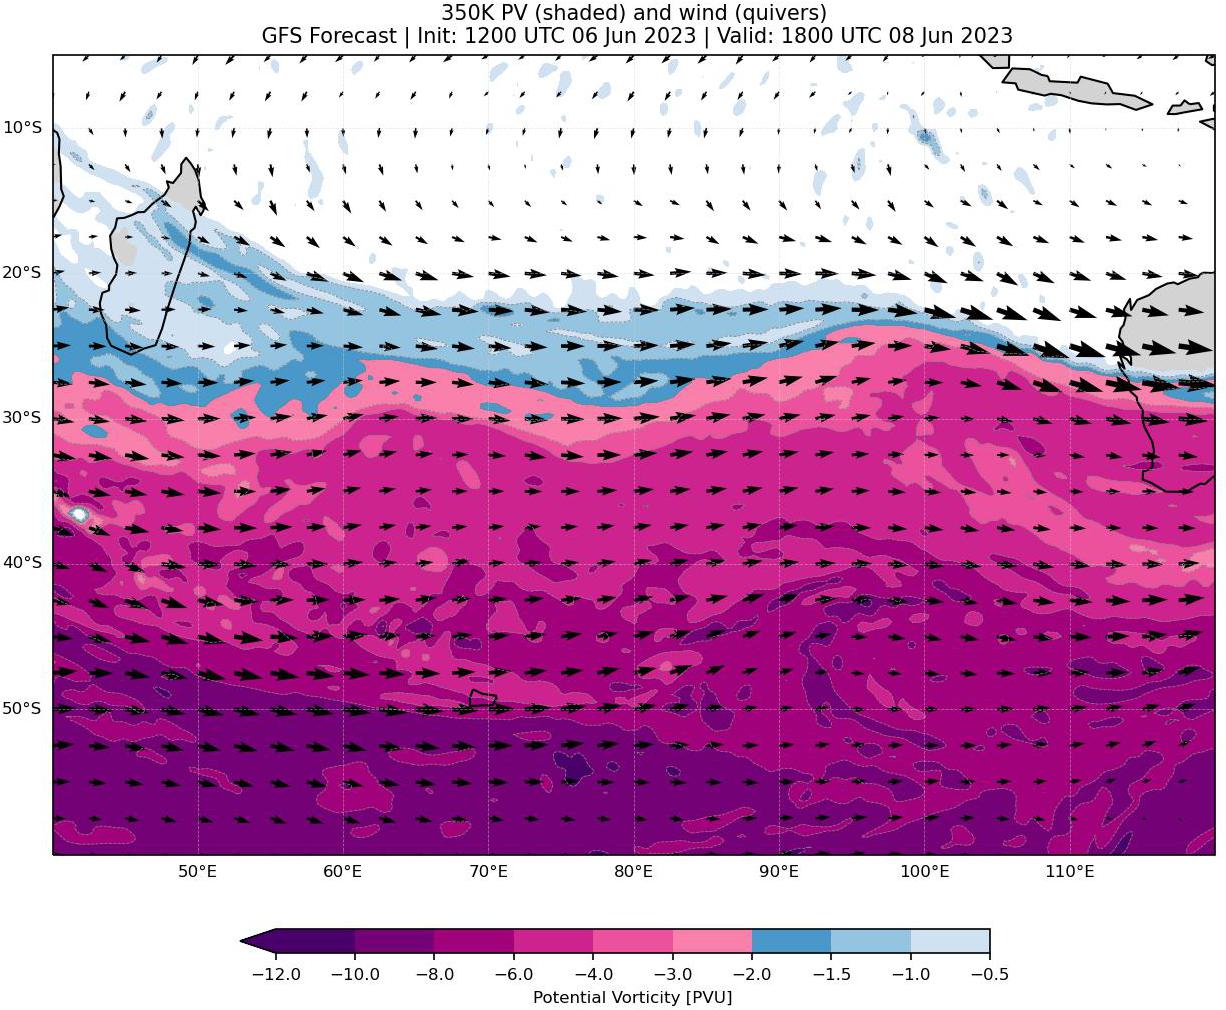 350K PV (shaded) and wind (quivers)
GFS Forecast | Init: 1200 UTC 06 Jun 2023 | Valid: 1800 UTC 08 Jun 2023
10°S
20°S
30°S
40°S
50°S
50°E 60°E 70°E 80°E 90°E 100°E 110°E
−12.0 −10.0 −8.0 −6.0 −4.0 −3.0 −2.0 −1.5 −1.0 −0.5
Potential Vorticity [PVU]